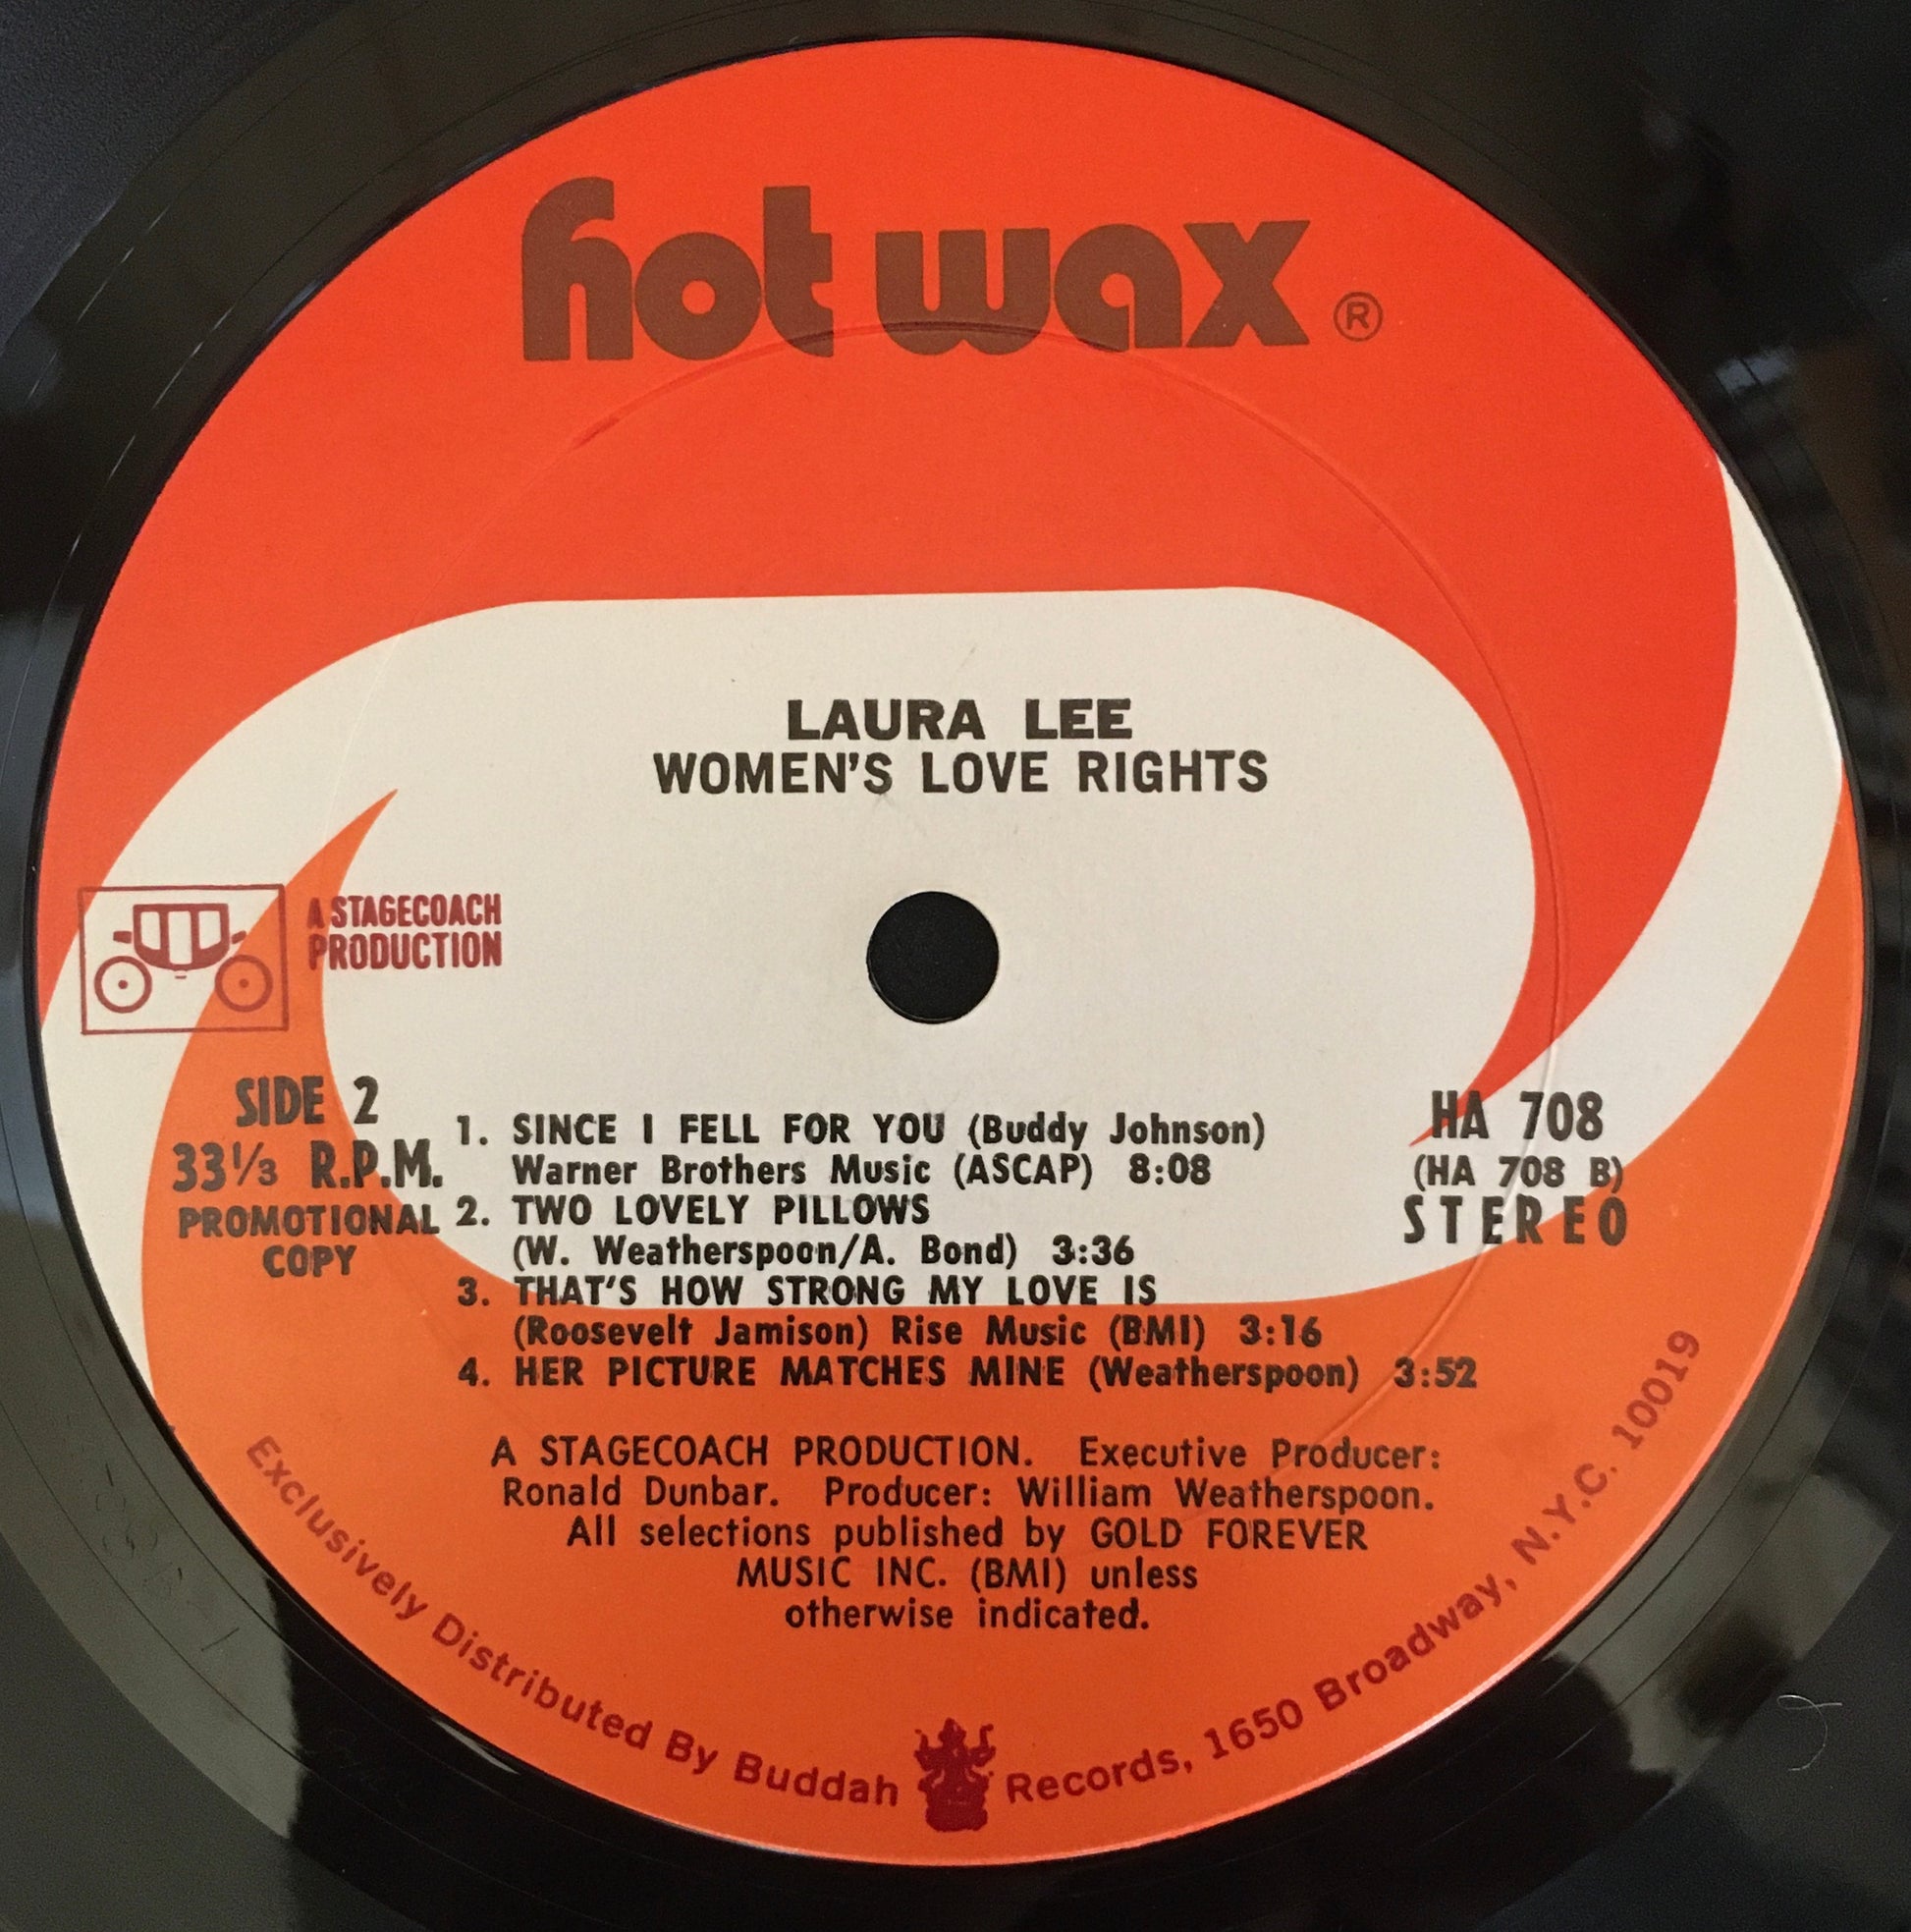 hot wax ®
LAURA LEE
WOMEN'S LOVE RIGHTS
A STAGECOACH
PRODUCTION
SIDE 2
33⅓ R.P.M.
PROMOTIONAL
COPY
HA 708
(HA 708 B)
STEREO
1. SINCE I FELL FOR YOU (Buddy Johnson)
Warner Brothers Music (ASCAP) 8:08
2. TWO LOVELY PILLOWS
(W. Weatherspoon/A. Bond) 3:36
3. THAT'S HOW STRONG MY LOVE IS
(Roosevelt Jamison) Rise Music (BMI) 3:16
4. HER PICTURE MATCHES MINE (Weatherspoon) 3:52
A STAGECOACH PRODUCTION. Executive Producer:
Ronald Dunbar. Producer: William Weatherspoon.
All selections published by GOLD FOREVER
MUSIC INC. (BMI) unless
otherwise indicated.
Exclusively Distributed By Buddah Records, 1650 Broadway, N.Y.C. 10019